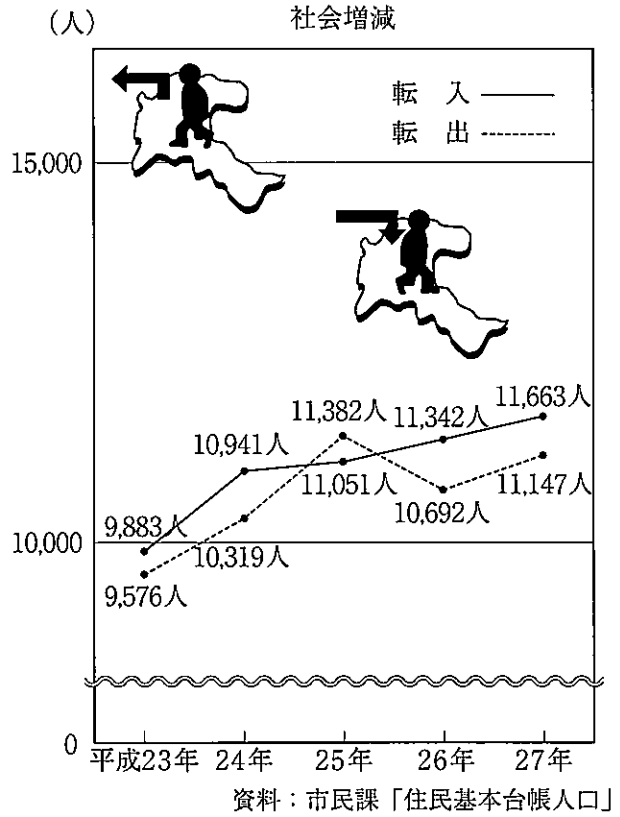 社会増減
(人)
転 入
転 出
15,000
11,663人
11,382人
11,342人
10,941人
11,051人
11,147人
10,692人
9,883人
10,000
10,319人
9,576人
0
平成23年 24年 25年 26年 27年
資料:市民課「住民基本台帳人口」